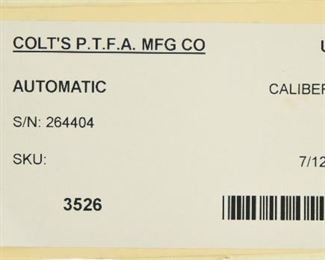 COLT'S P.T.F.A. MFG CO U
AUTOMATIC CALIBER
S/N: 264404
SKU: 7/12
3526